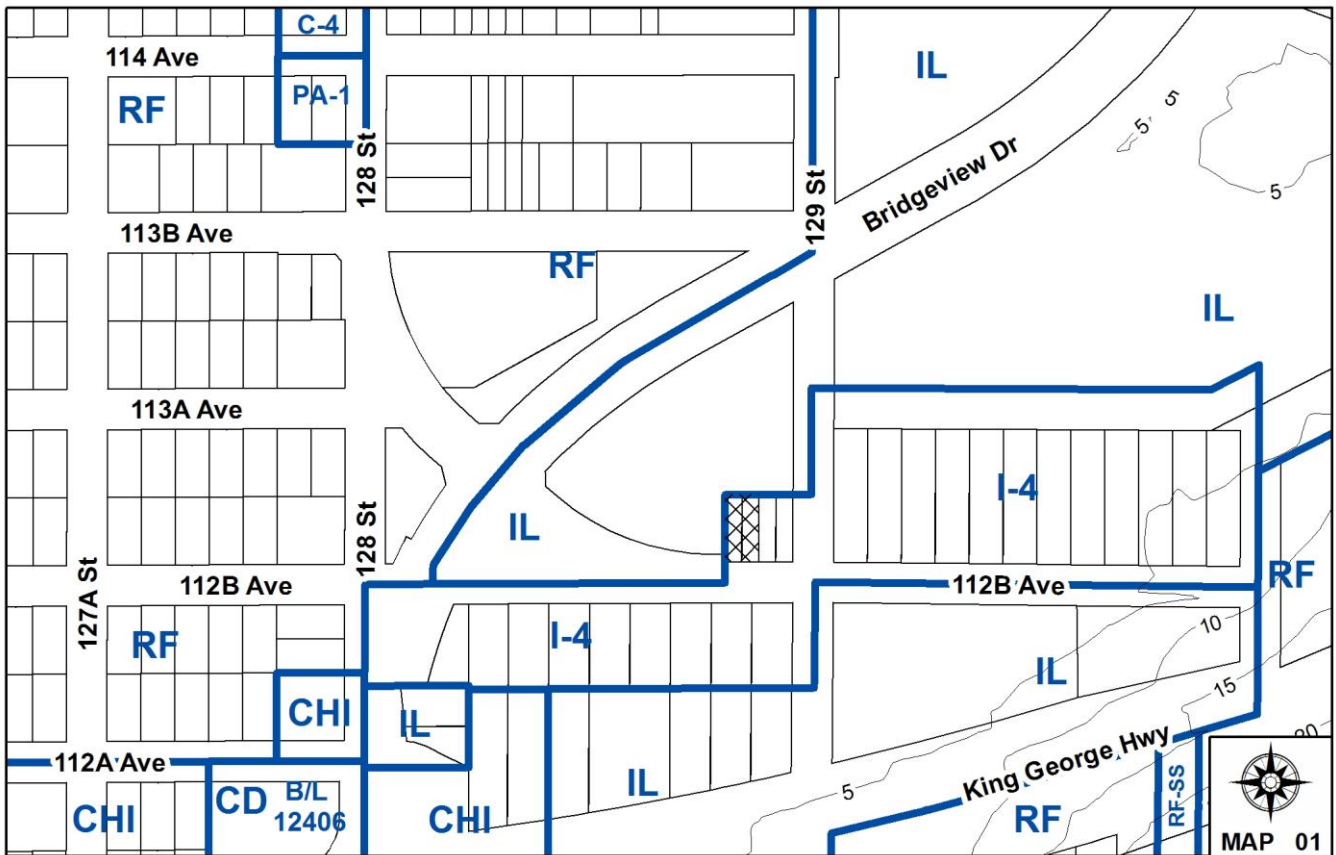 C-4
114 Ave
IL
RF
PA-1
5
5
128 St
129 St
Bridgeview Dr
5
113B Ave
RF
IL
113A Ave
I-4
128 St
IL
127A St
112B Ave
112B Ave
RF
RF
I-4
10
IL
15
CHI
IL
112A Ave
King George Hwy
IL
5
CD
B/L
12406
CHI
CHI
RF
RF-SS
MAP 01